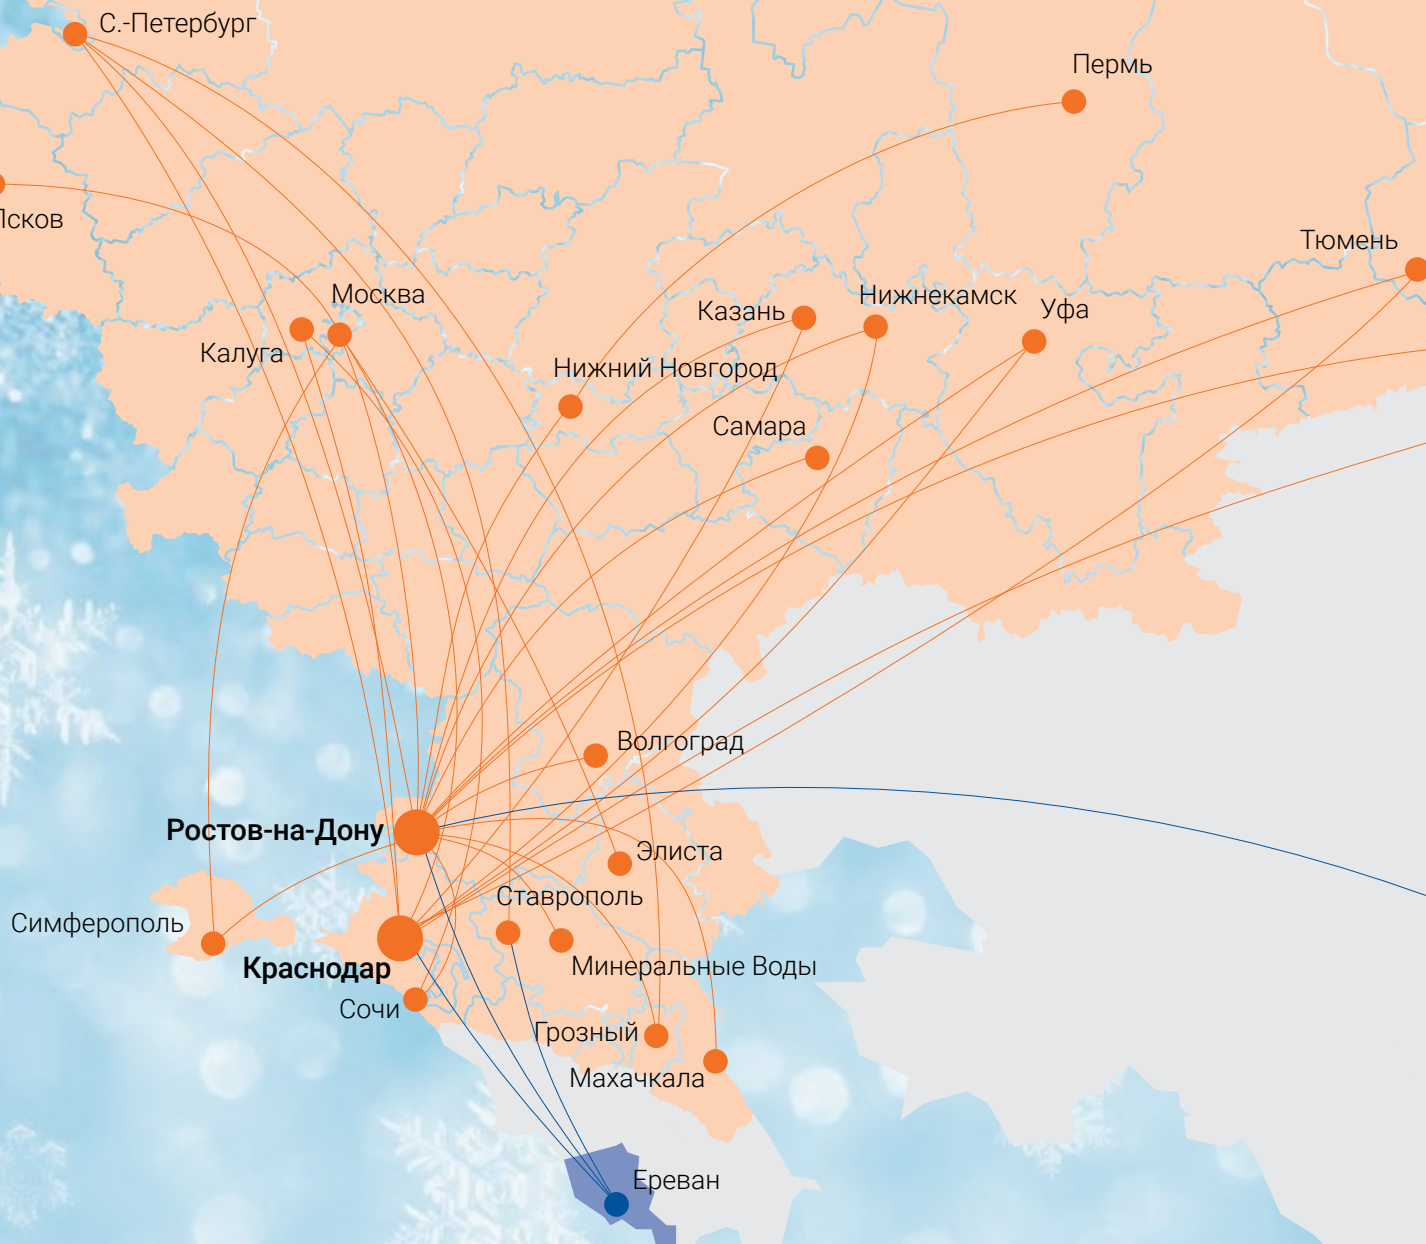 С.-Петербург
Пермь
Псков
Тюмень
Москва
Казань
Нижнекамск
Уфа
Калуга
Нижний Новгород
Самара
Волгоград
Ростов-на-Дону
Элиста
Ставрополь
Симферополь
Краснодар
Минеральные Воды
Сочи
Грозный
Махачкала
Ереван